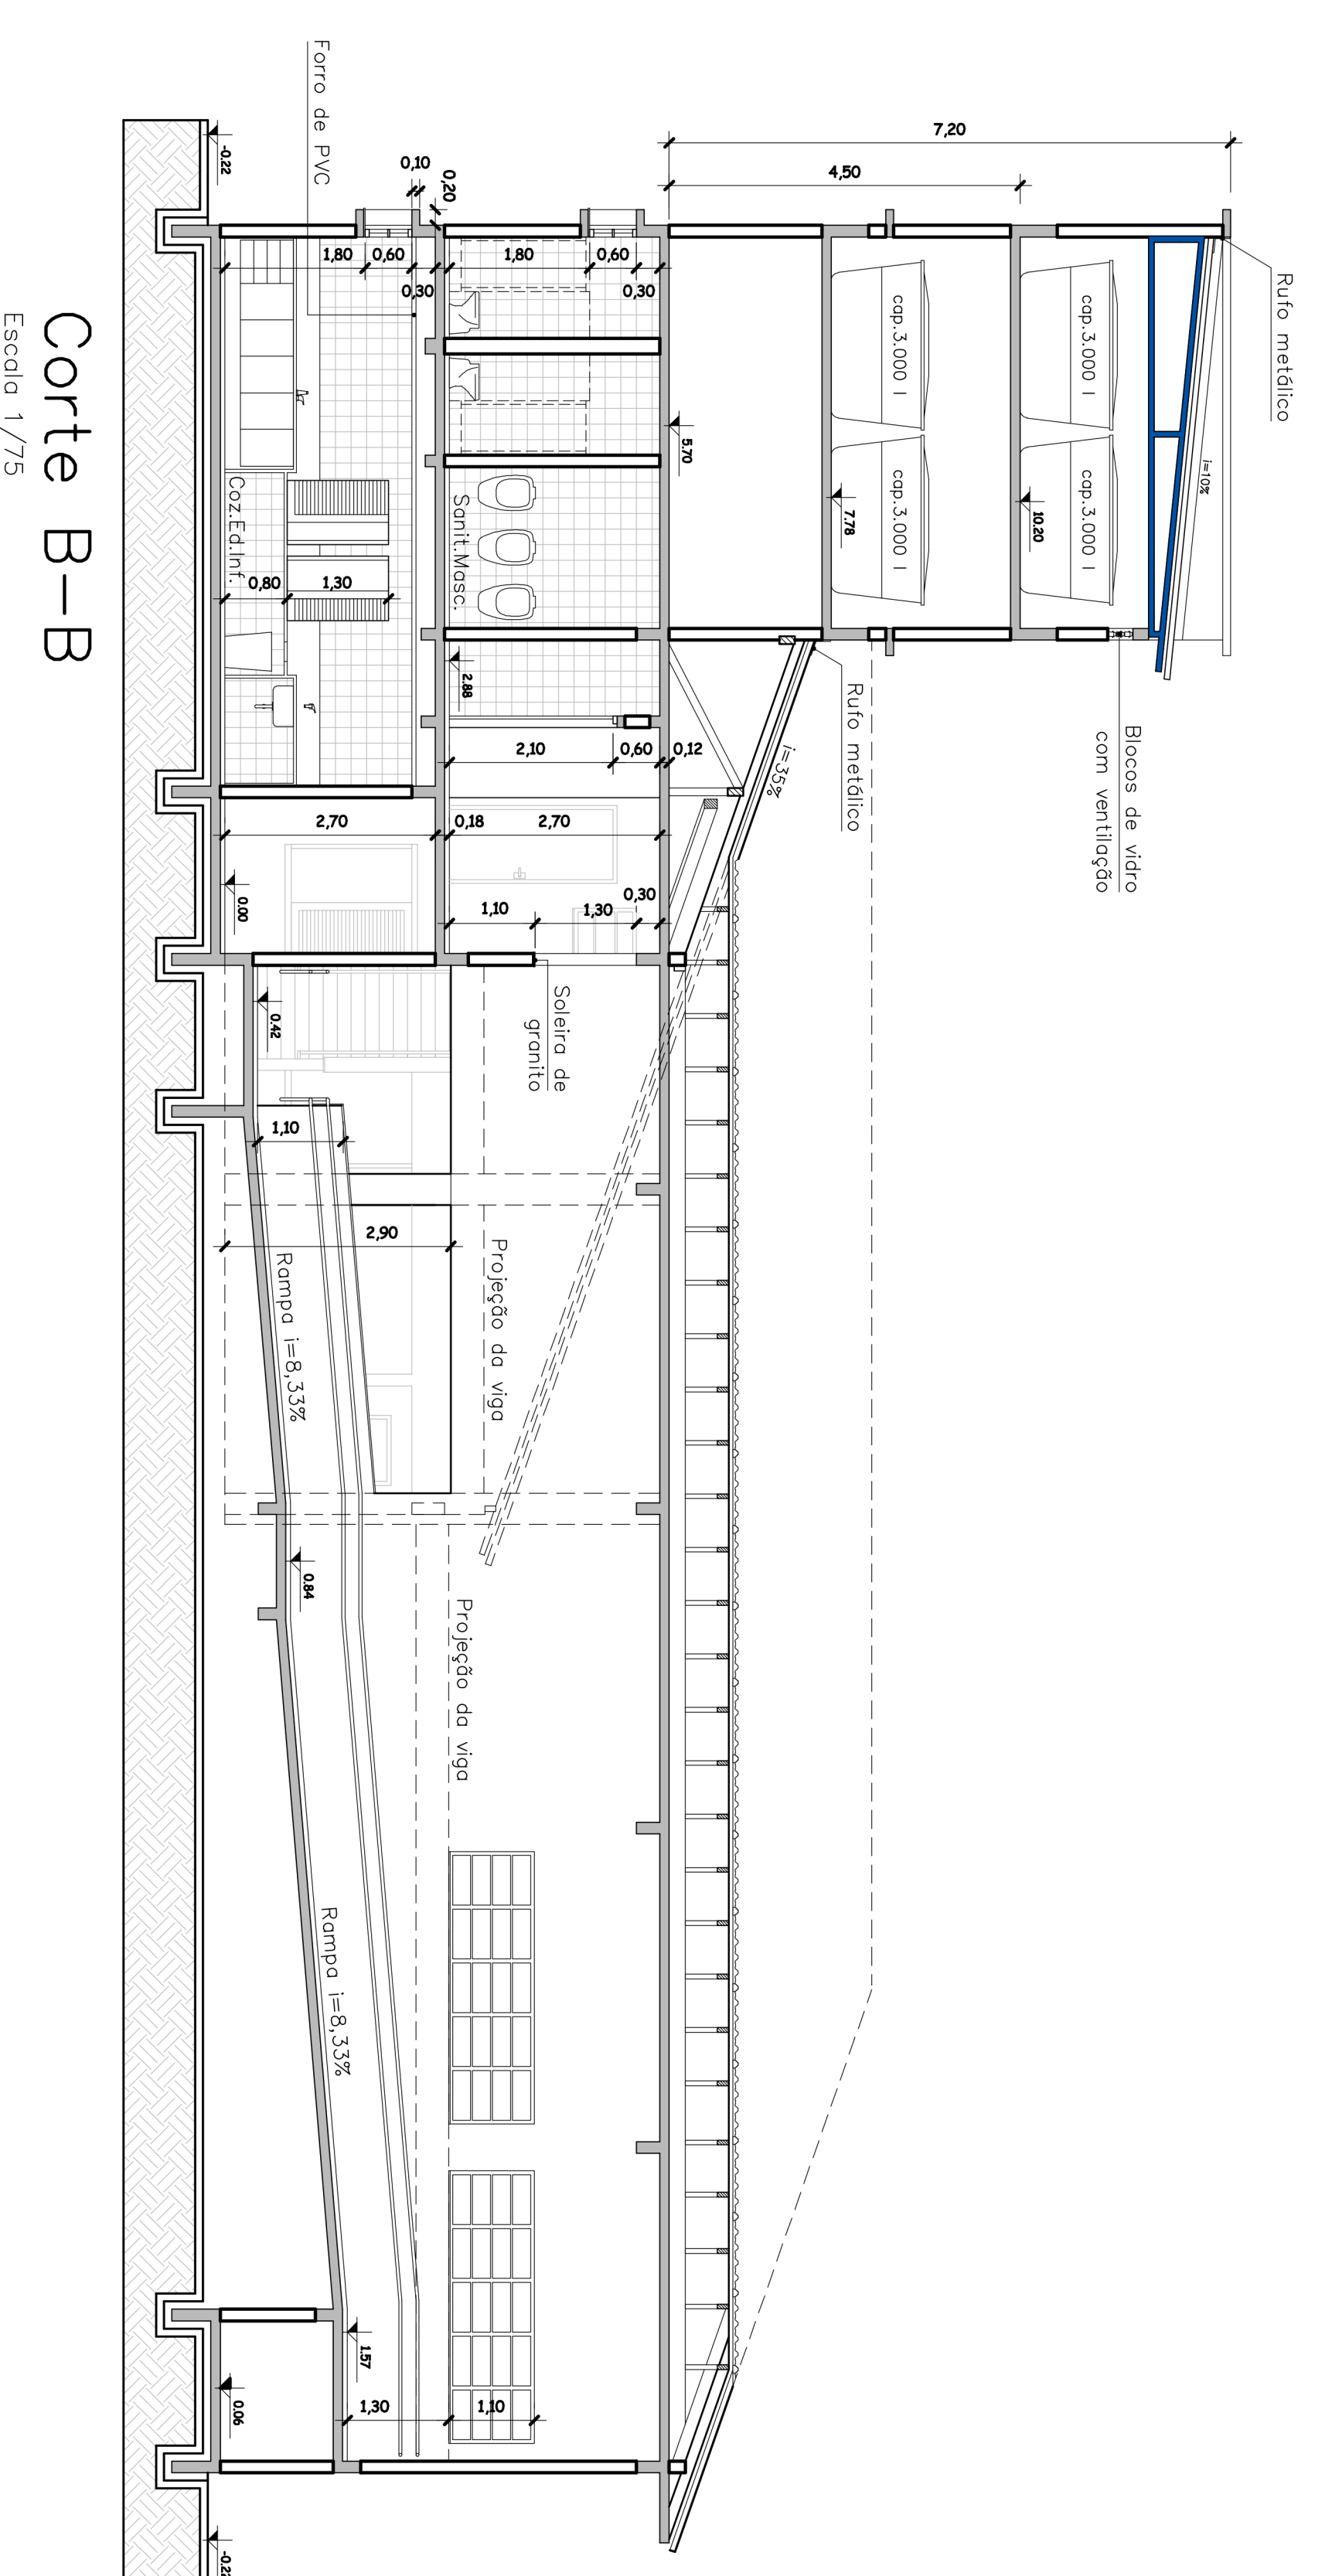 7,20
4,50
Rufo metálico
i=10%
cap.3.000 l
cap.3.000 l
10.20
cap.3.000 l
cap.3.000 l
7.78
Blocos de vidro
com ventilação
Rufo metálico
i=35%
5.70
0,10
0,20
1,80
0,60
0,30
1,80
0,60
0,30
Forro de PVC
-0.22
Sanit.Masc.
Coz.Ed.Inf.
0,80
1,30
2.88
2,10
0,60
0,12
2,70
0,18
2,70
0.00
1,10
1,30
0,30
Soleira de
granito
0.42
1,10
2,90
Projeção da viga
Rampa i=8,33%
0.84
Projeção da viga
Rampa i=8,33%
1.57
0.06
1,30
1,10
-0.22
Corte B-B
Escala 1/75